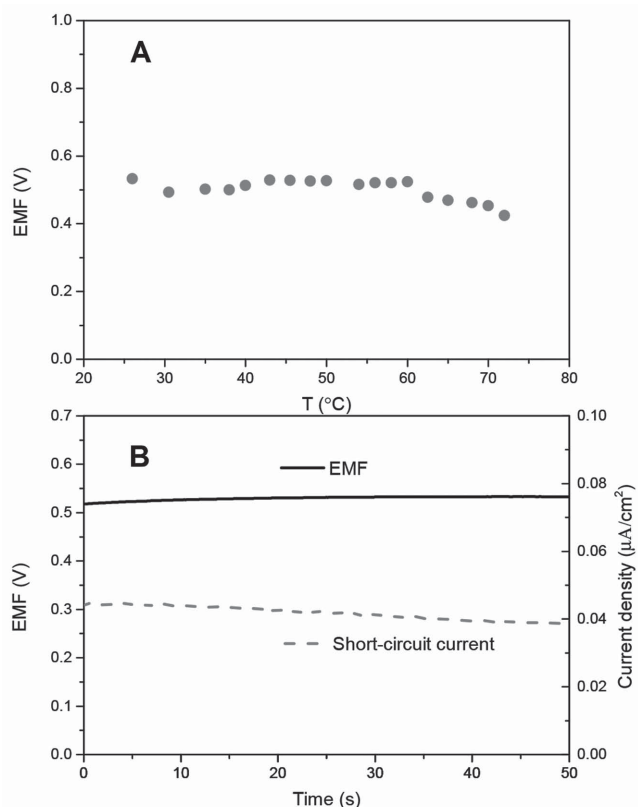 A
EMF (V)
1.0
0.8
0.6
0.4
0.2
0.0
20 30 40 50 60 70 80
T (°C)
B
EMF
Short-circuit current
EMF (V)
0.7
0.6
0.5
0.4
0.3
0.2
0.1
0.0
Current density (μA/cm²)
0.10
0.08
0.06
0.04
0.02
0.00
0 10 20 30 40 50
Time (s)